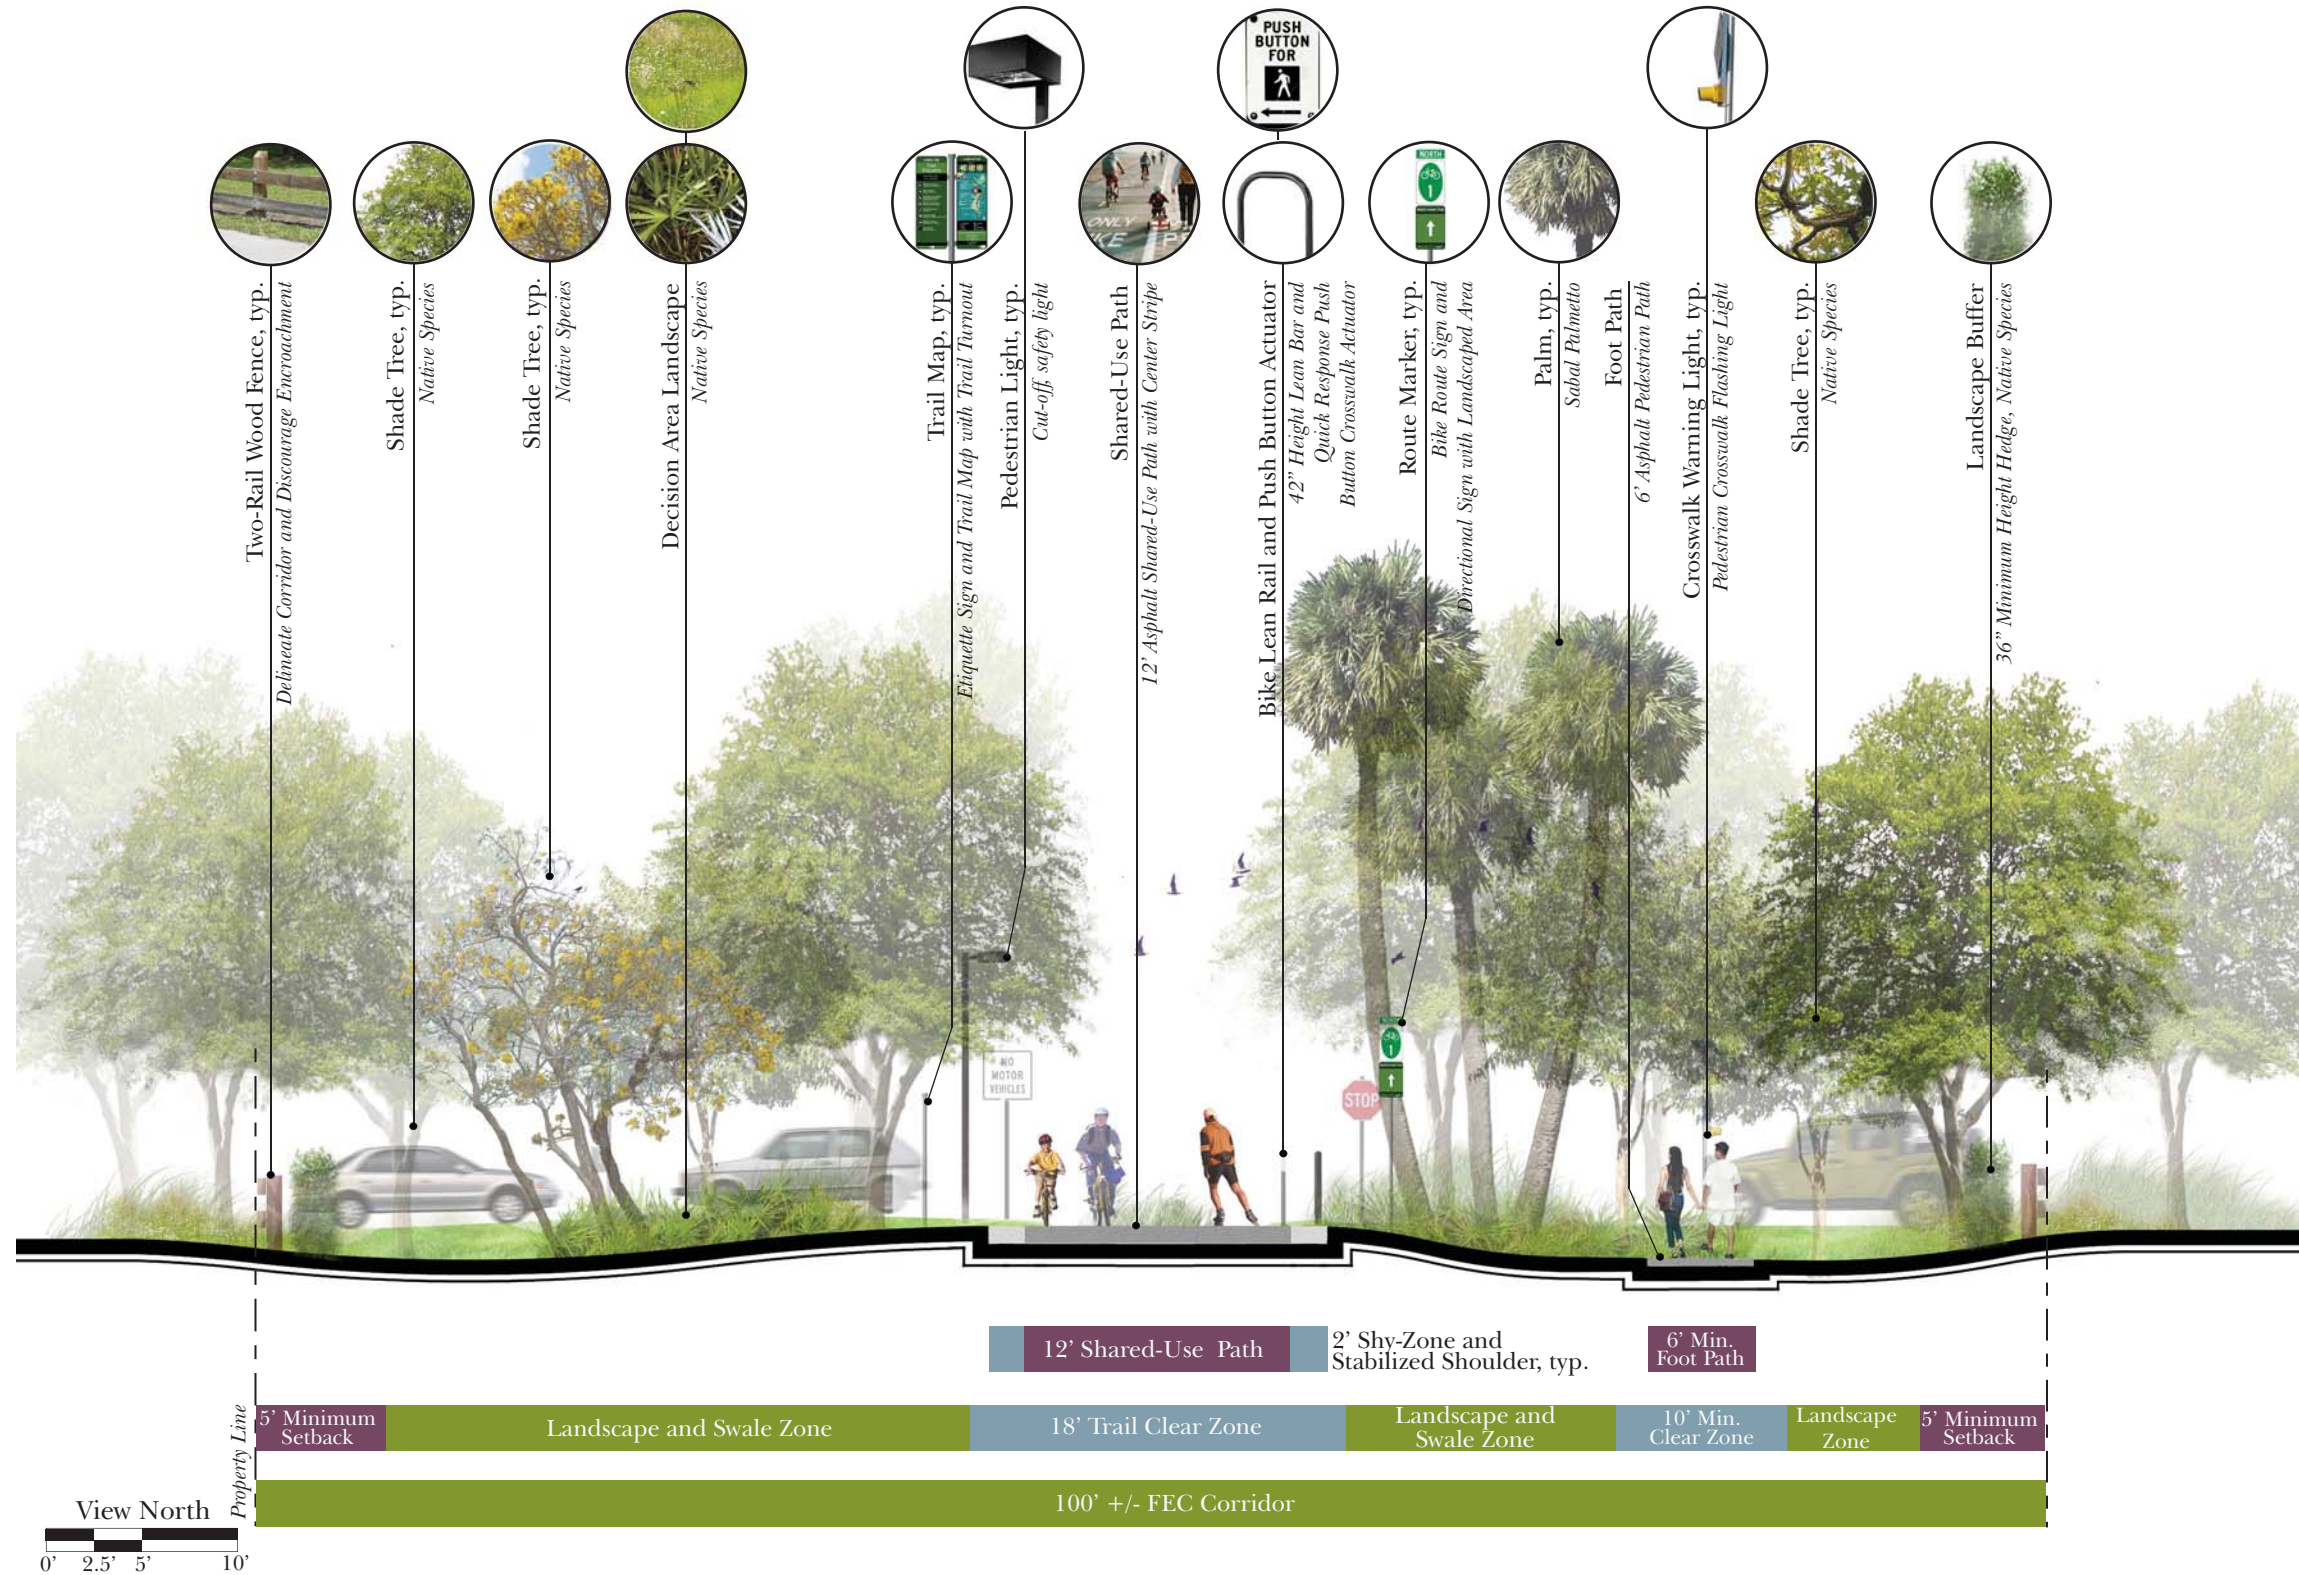 PUSH
BUTTON
FOR
NORTH
1
ONLY
Two-Rail Wood Fence, typ.
Delineate Corridor and Discourage Encroachment
Shade Tree, typ.
Native Species
Shade Tree, typ.
Native Species
Decision Area Landscape
Native Species
Trail Map, typ.
Etiquette Sign and Trail Map with Trail Turnout
Pedestrian Light, typ.
Cut-off, safety light
Shared-Use Path
12' Asphalt Shared-Use Path with Center Stripe
Bike Lean Rail and Push Button Actuator
42” Height Lean Bar and
Quick Response Push
Button Crosswalk Actuator
Route Marker, typ.
Bike Route Sign and
Directional Sign with Landscaped Area
Palm, typ.
Sabal Palmetto
Foot Path
6' Asphalt Pedestrian Path
Crosswalk Warning Light, typ.
Pedestrian Crosswalk Flashing Light
Shade Tree, typ.
Native Species
Landscape Buffer
36” Minimum Height Hedge, Native Species
NO
MOTOR
VEHICLES
STOP
1
12’ Shared-Use Path
2’ Shy-Zone and
Stabilized Shoulder, typ.
6’ Min.
Foot Path
Property Line
5’ Minimum
Setback
Landscape and Swale Zone
18’ Trail Clear Zone
Landscape and
Swale Zone
10’ Min.
Clear Zone
Landscape
Zone
5’ Minimum
Setback
100’ +/- FEC Corridor
View North
0’ 2.5’ 5’ 10’